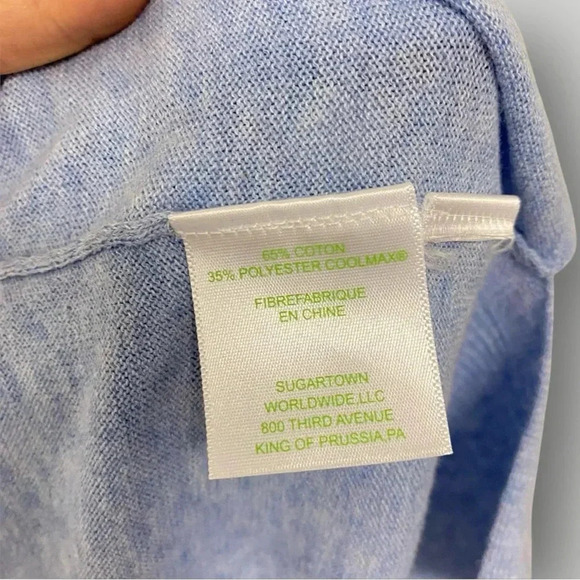 65% COTON
35% POLYESTER COOLMAX®
FIBREFABRIQUE
EN CHINE
SUGARTOWN
WORLDWIDE,LLC
800 THIRD AVENUE
KING OF PRUSSIA,PA